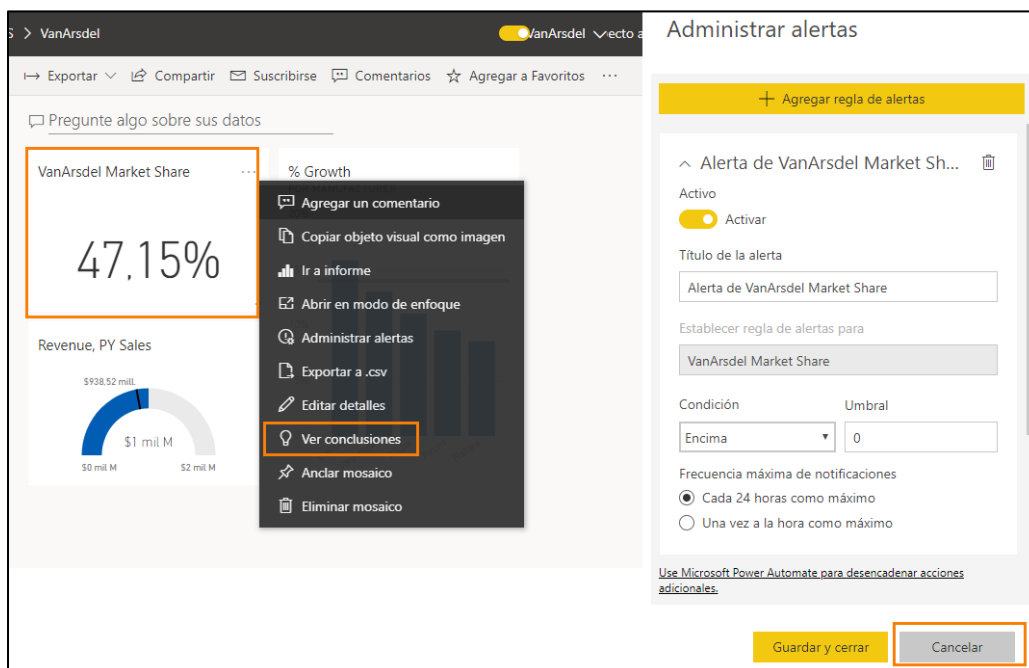 S > VanArsdel
VanArsdel
ecto a
Exportar
Compartir
Suscribirse
Comentarios
Agregar a Favoritos
...
Pregunte algo sobre sus datos
VanArsdel Market Share
...
47,15%
% Growth
Agregar un comentario
Copiar objeto visual como imagen
Ir a informe
Abrir en modo de enfoque
Administrar alertas
Exportar a .csv
Editar detalles
Ver conclusiones
Anclar mosaico
Eliminar mosaico
Revenue, PY Sales
$938,52 mill.
$1 mil M
$0 mil M
$2 mil M
Administrar alertas
+ Agregar regla de alertas
Alerta de VanArsdel Market Sh...
Activo
Activar
Título de la alerta
Alerta de VanArsdel Market Share
Establecer regla de alertas para
VanArsdel Market Share
Condición
Umbral
Encima
0
Frecuencia máxima de notificaciones
Cada 24 horas como máximo
Una vez a la hora como máximo
Use Microsoft Power Automate para desencadenar acciones
adicionales.
Guardar y cerrar
Cancelar